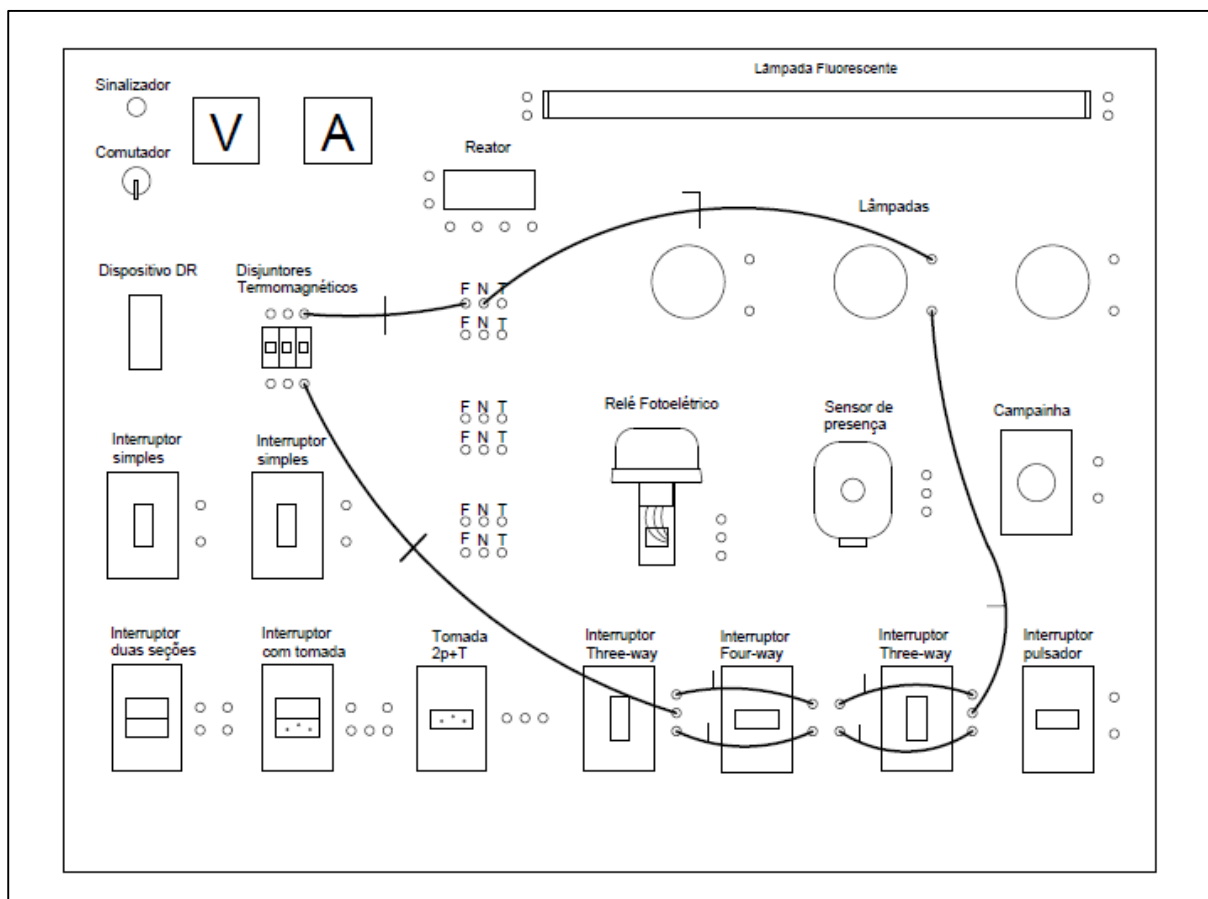 Lâmpada Fluorescente
Sinalizador
V
A
Comutador
Reator
Lâmpadas
Dispositivo DR
Disjuntores
Termomagnéticos
F N T
F N T
Relé Fotoelétrico
Sensor de
presença
Campainha
F N T
F N T
Interruptor
simples
Interruptor
simples
F N T
F N T
Interruptor
duas seções
Interruptor
com tomada
Tomada
2p+T
Interruptor
Three-way
Interruptor
Four-way
Interruptor
Three-way
Interruptor
pulsador